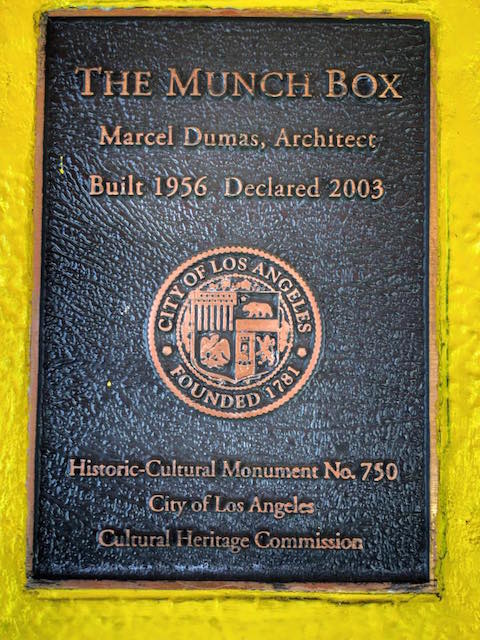 THE MUNCH BOX
Marcel Dumas, Architect
Built 1956 Declared 2003
CITY OF LOS ANGELES
FOUNDED 1781
Historic-Cultural Monument No. 750
City of Los Angeles
Cultural Heritage Commission